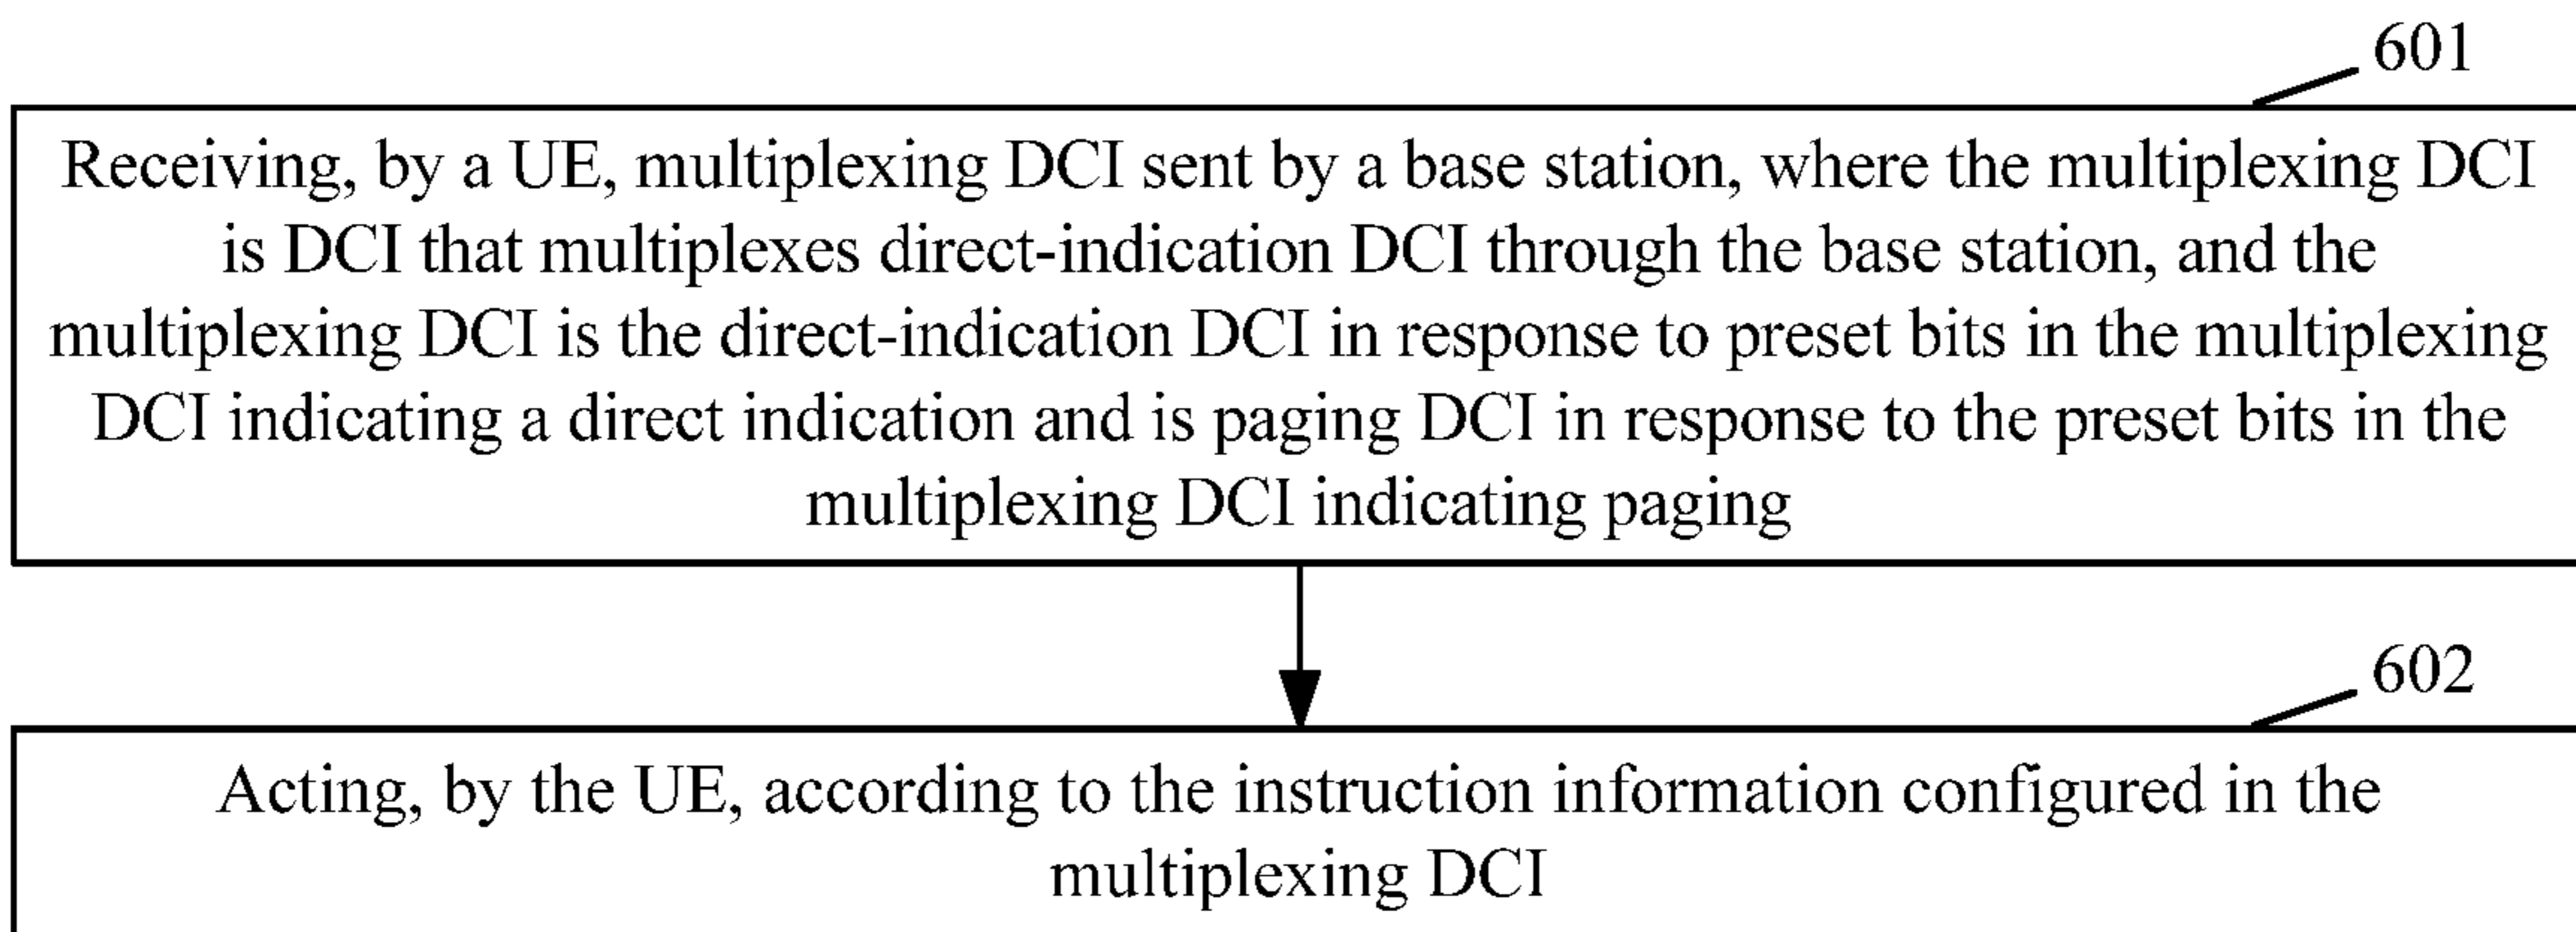 601
Receiving, by a UE, multiplexing DCI sent by a base station, where the multiplexing DCI
is DCI that multiplexes direct-indication DCI through the base station, and the
multiplexing DCI is the direct-indication DCI in response to preset bits in the multiplexing
DCI indicating a direct indication and is paging DCI in response to the preset bits in the
multiplexing DCI indicating paging
602
Acting, by the UE, according to the instruction information configured in the
multiplexing DCI